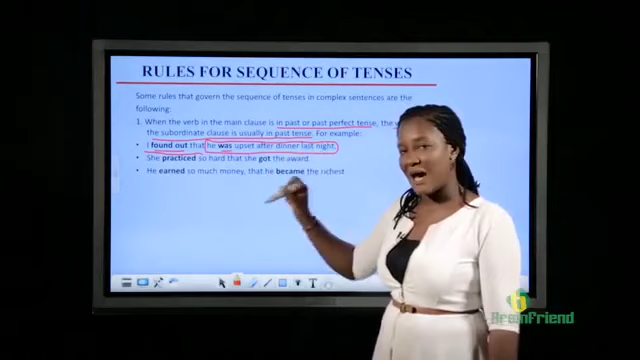 RULES FOR SEQUENCE OF TENSES
Some rules that govern the sequence of tenses in complex sentences are the
following:
1. When the verb in the main clause is in past or past perfect tense, the
the subordinate clause is usually in past tense. For example:
• I found out that he was upset after dinner last night.
• She practiced so hard that she got the award.
• He earned so much money, that he became the richest
T
BrainFriend